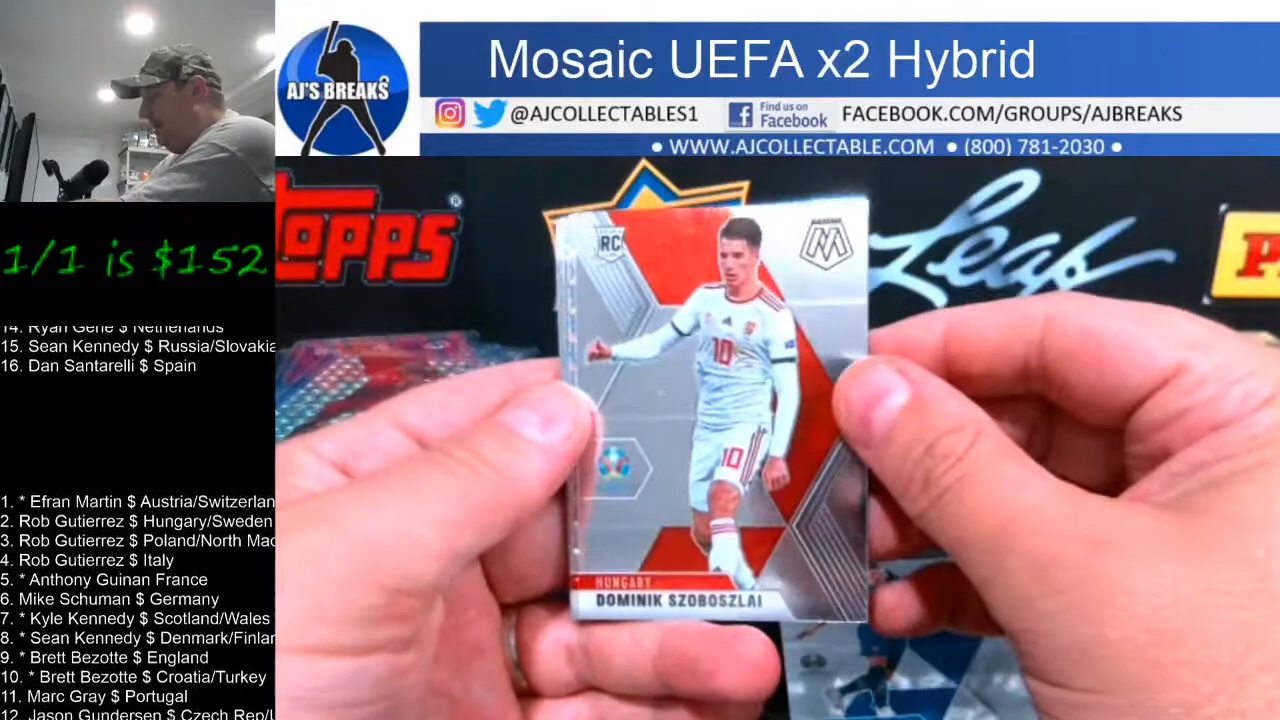 Mosaic UEFA x2 Hybrid
AJ'S BREAKS
@AJCOLLECTABLES1
Find us on
Facebook
FACEBOOK.COM/GROUPS/AJBREAKS
• WWW.AJCOLLECTABLE.COM • (800) 781-2030 •
1/1 is $152
TOPPS
®
Leaf
P
RC
10
10
HUNGARY
DOMINIK SZOBOSZLAI
14. Ryan Gene $ Netherlands
15. Sean Kennedy $ Russia/Slovakia
16. Dan Santarelli $ Spain
1. * Efran Martin $ Austria/Switzerlan
2. Rob Gutierrez $ Hungary/Sweden
3. Rob Gutierrez $ Poland/North Mac
4. Rob Gutierrez $ Italy
5. * Anthony Guinan France
6. Mike Schuman $ Germany
7. * Kyle Kennedy $ Scotland/Wales
8. * Sean Kennedy $ Denmark/Finlan
9. * Brett Bezotte $ England
10. * Brett Bezotte $ Croatia/Turkey
11. Marc Gray $ Portugal
12. Jason Gundersen $ Czech Rep/U